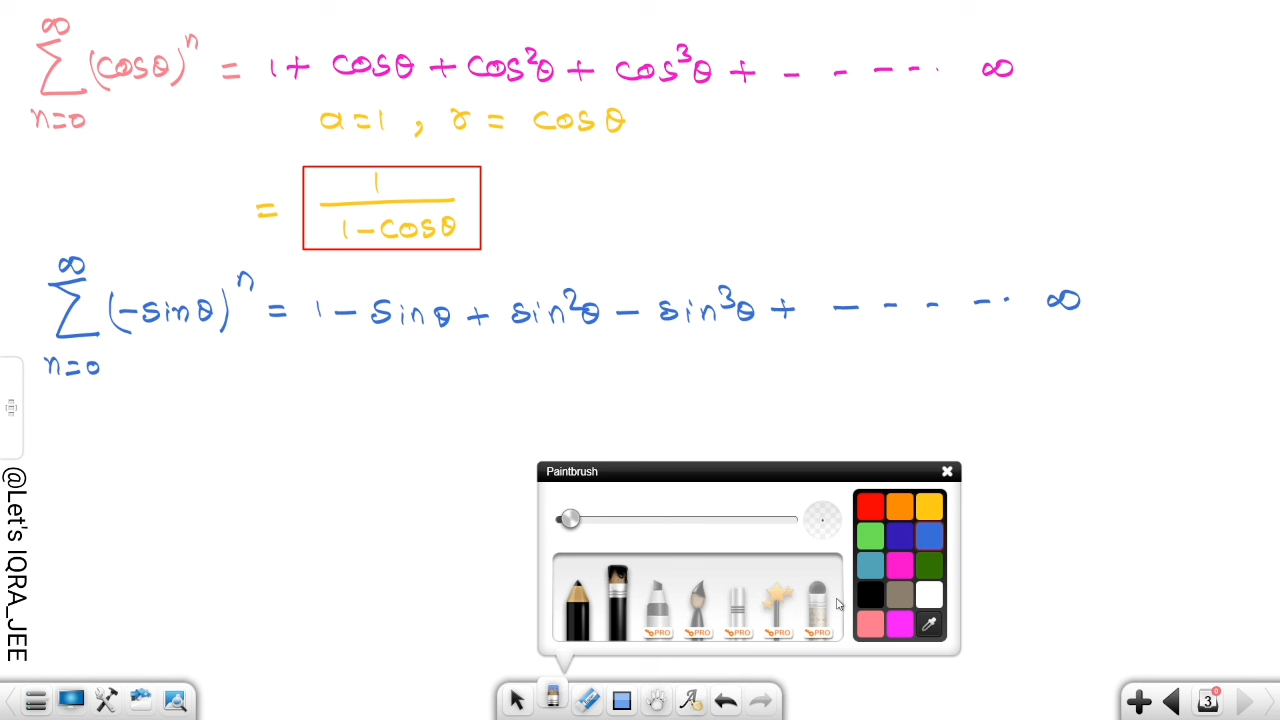 ∑_{n=0}^{∞} (cosθ)^n = 1 + cosθ + cos²θ + cos³θ + - - - - - · ∞
a=1 , r = cosθ
= 1/(1-cosθ)
∑_{n=0}^{∞} (-sinθ)^n = 1 - sinθ + sin²θ - sin³θ + - - - - - · ∞
@Let's IQRA_JEE
Paintbrush
PRO PRO PRO PRO PRO
3
0